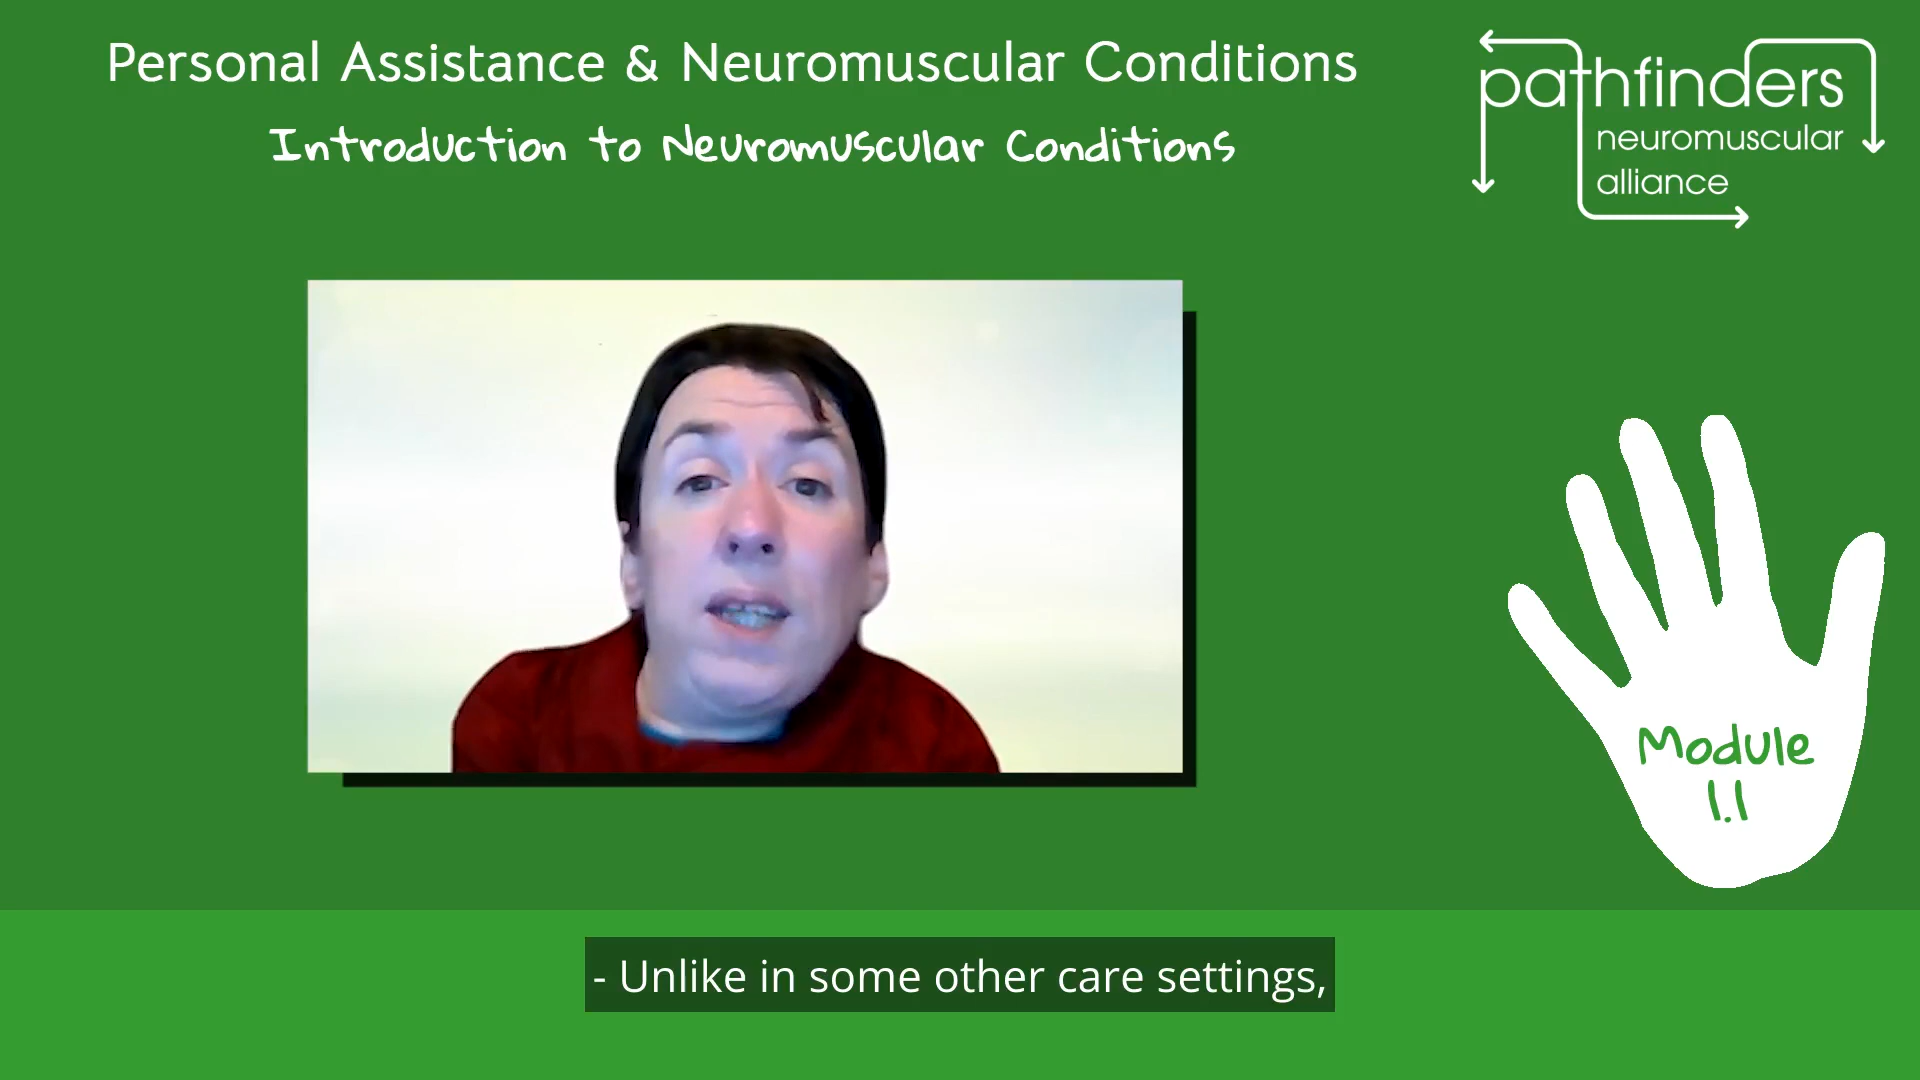 Personal Assistance & Neuromuscular Conditions
Introduction to Neuromuscular Conditions
pathfinders
neuromuscular
alliance
Module
1.1
- Unlike in some other care settings,